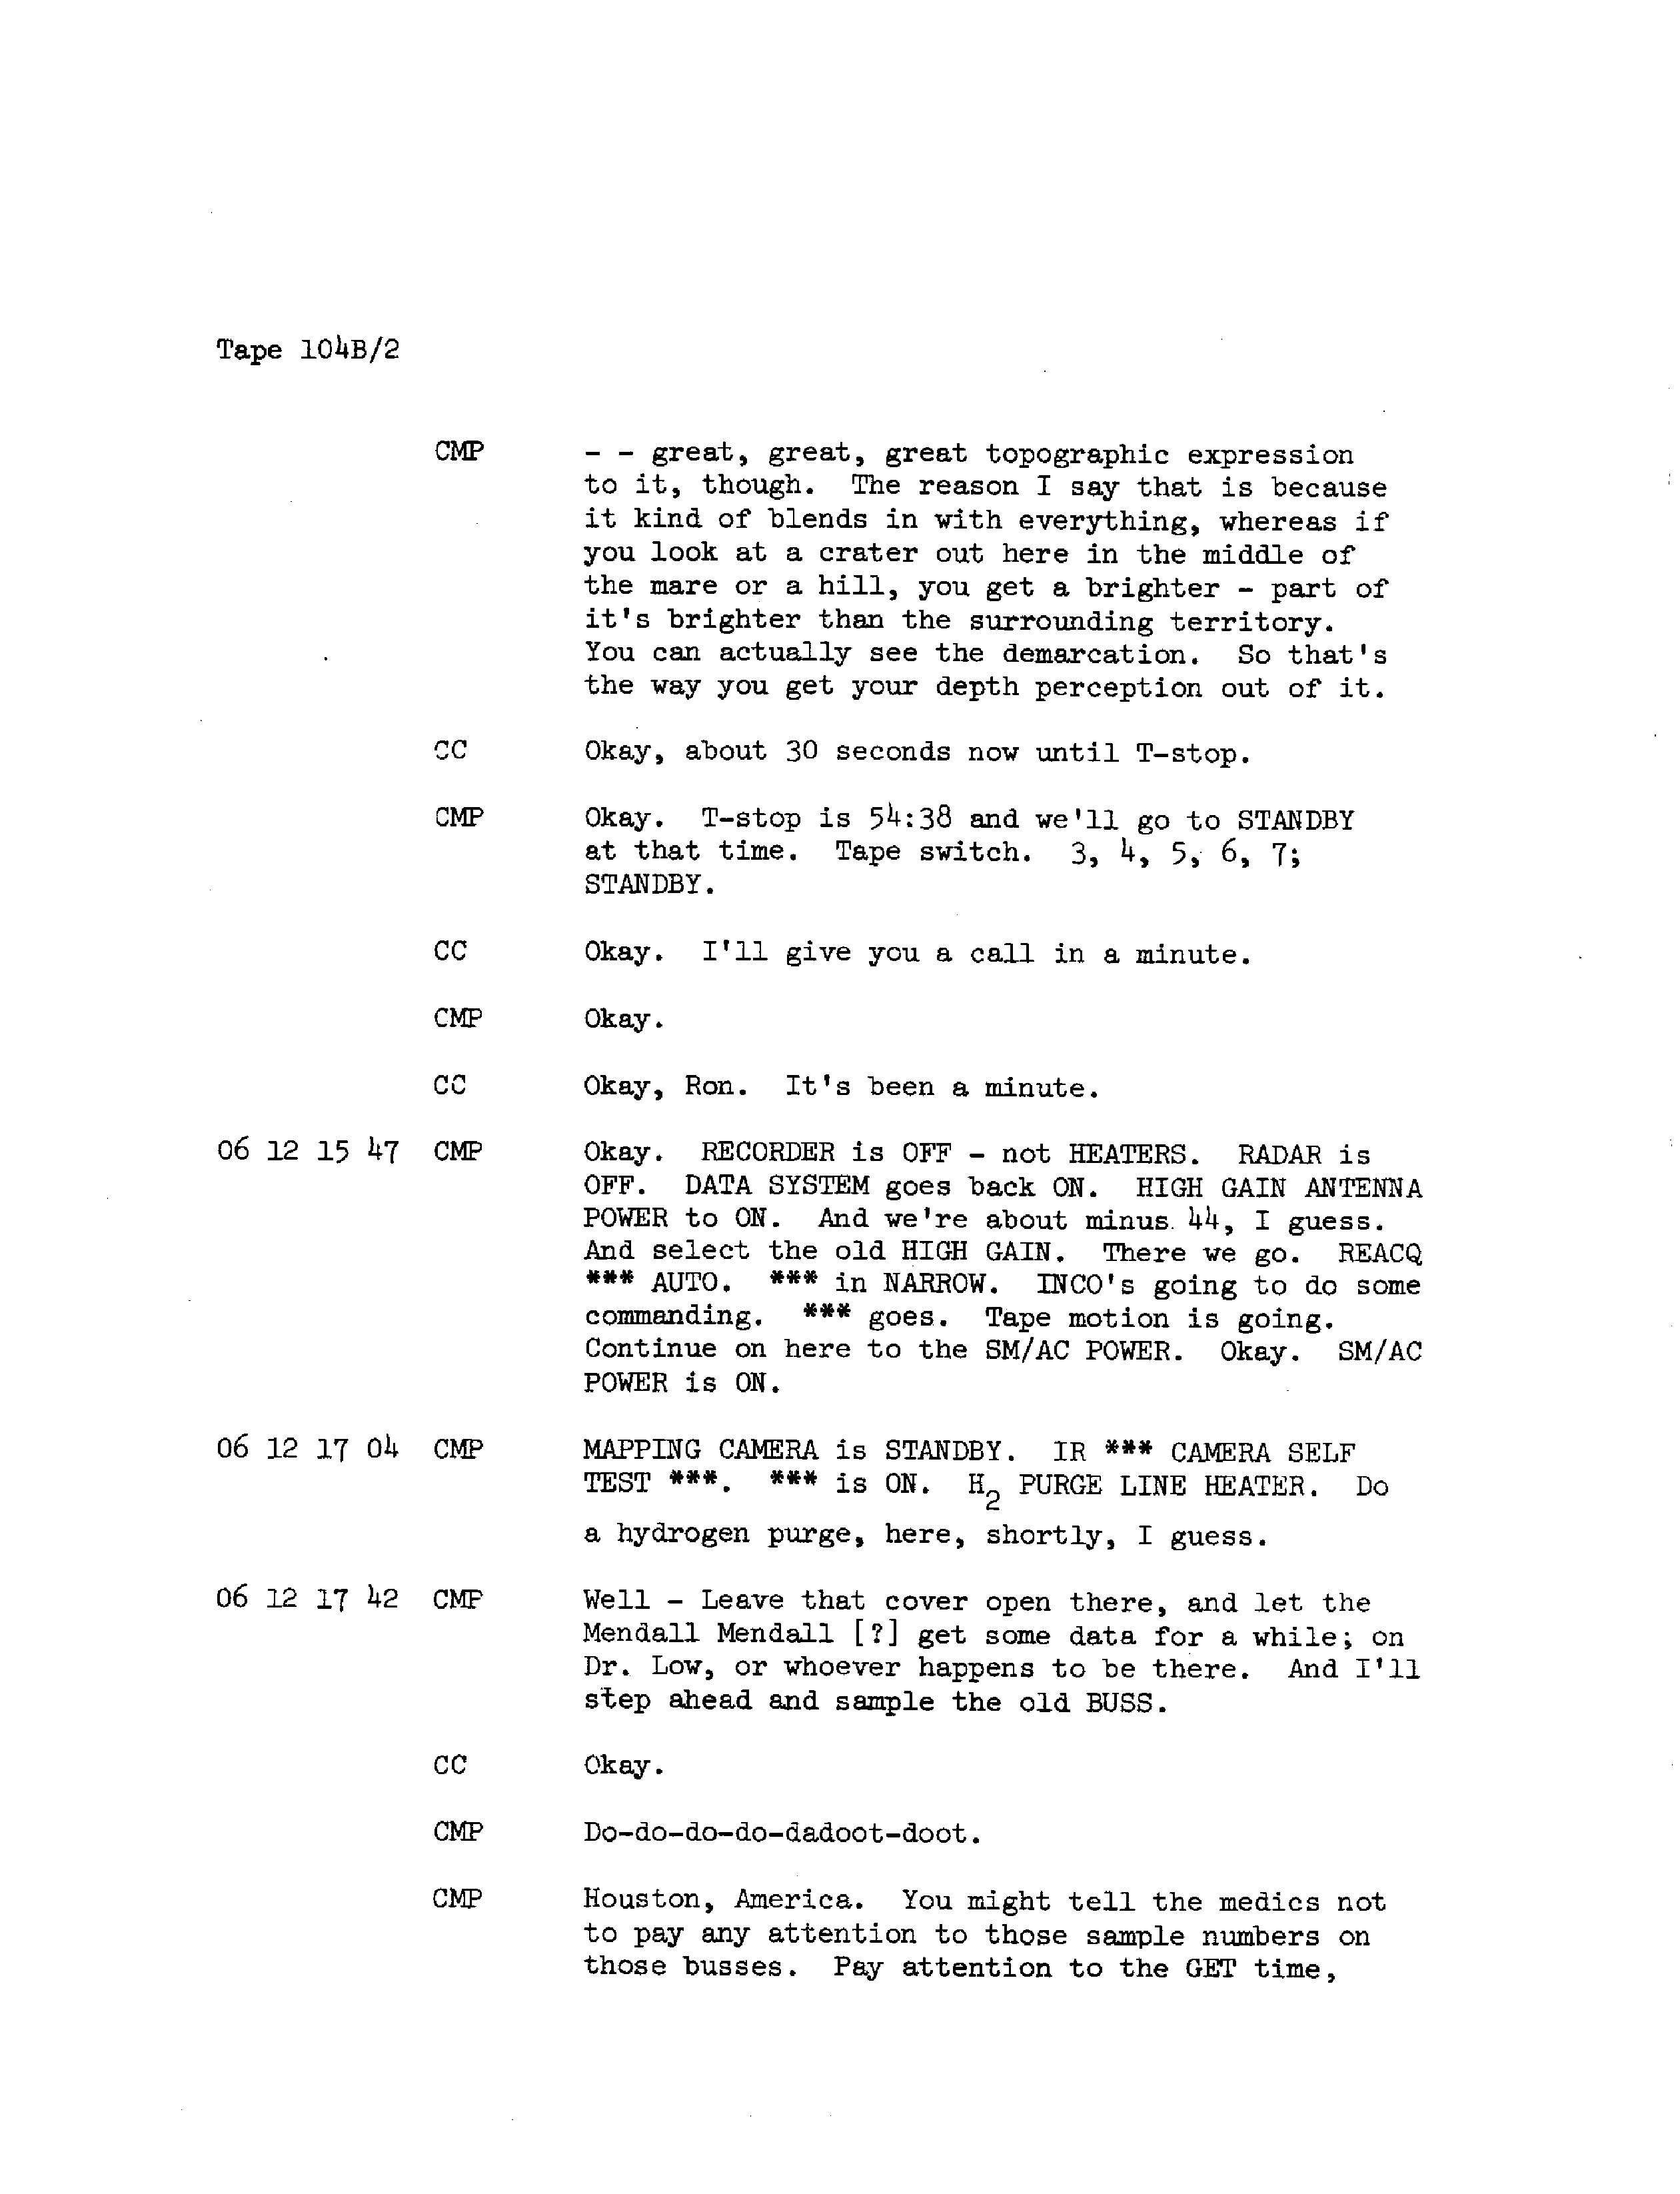 Tape 104B/2
CMP - - great, great, great topographic expression
to it, though. The reason I say that is because
it kind of blends in with everything, whereas if
you look at a crater out here in the middle of
the mare or a hill, you get a brighter - part of
it's brighter than the surrounding territory.
You can actually see the demarcation. So that's
the way you get your depth perception out of it.
CC Okay, about 30 seconds now until T-stop.
CMP Okay. T-stop is 54:38 and we'll go to STANDBY
at that time. Tape switch. 3, 4, 5, 6, 7;
STANDBY.
CC Okay. I'll give you a call in a minute.
CMP Okay.
CC Okay, Ron. It's been a minute.
06 12 15 47 CMP Okay. RECORDER is OFF - not HEATERS. RADAR is
OFF. DATA SYSTEM goes back ON. HIGH GAIN ANTENNA
POWER to ON. And we're about minus 44, I guess.
And select the old HIGH GAIN. There we go. REACQ
*** AUTO. *** in NARROW. INCO's going to do some
commanding. *** goes. Tape motion is going.
Continue on here to the SM/AC POWER. Okay. SM/AC
POWER is ON.
06 12 17 04 CMP MAPPING CAMERA is STANDBY. IR *** CAMERA SELF
TEST ***. *** is ON. H2 PURGE LINE HEATER. Do
a hydrogen purge, here, shortly, I guess.
06 12 17 42 CMP Well - Leave that cover open there, and let the
Mendall Mendall [?] get some data for a while; on
Dr. Low, or whoever happens to be there. And I'll
step ahead and sample the old BUSS.
CC Okay.
CMP Do-do-do-do-dadoot-doot.
CMP Houston, America. You might tell the medics not
to pay any attention to those sample numbers on
those busses. Pay attention to the GET time,